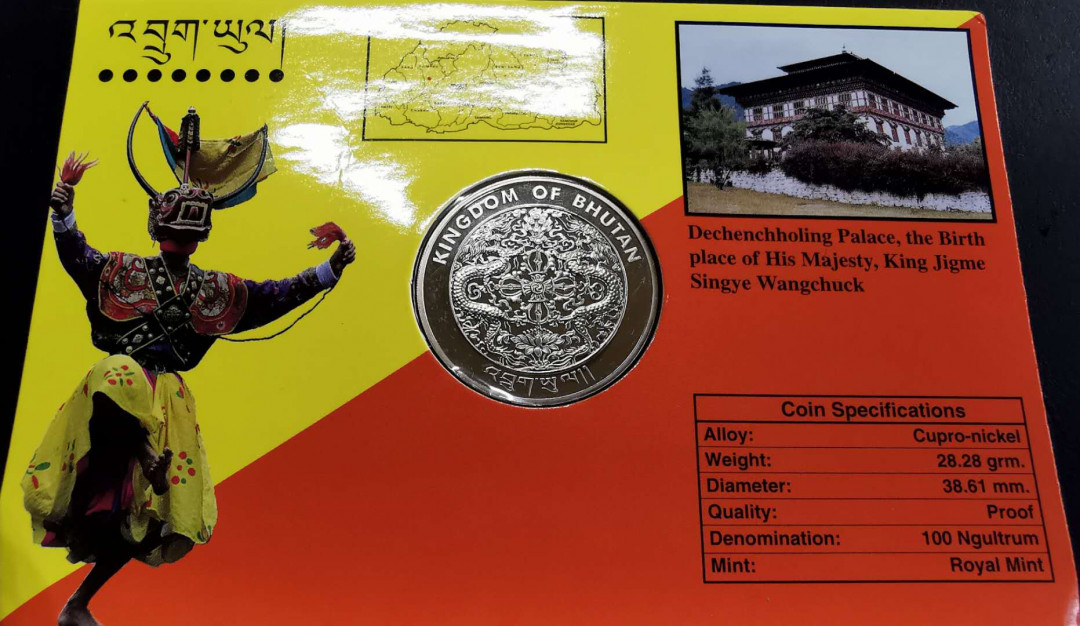 འབྲུག་ཡུལ།
KINGDOM OF BHUTAN
འབྲུག་ཡུལ།།
Dechenchholing Palace, the Birth
place of His Majesty, King Jigme
Singye Wangchuck
Coin Specifications
Alloy: Cupro-nickel
Weight: 28.28 grm.
Diameter: 38.61 mm.
Quality: Proof
Denomination: 100 Ngultrum
Mint: Royal Mint